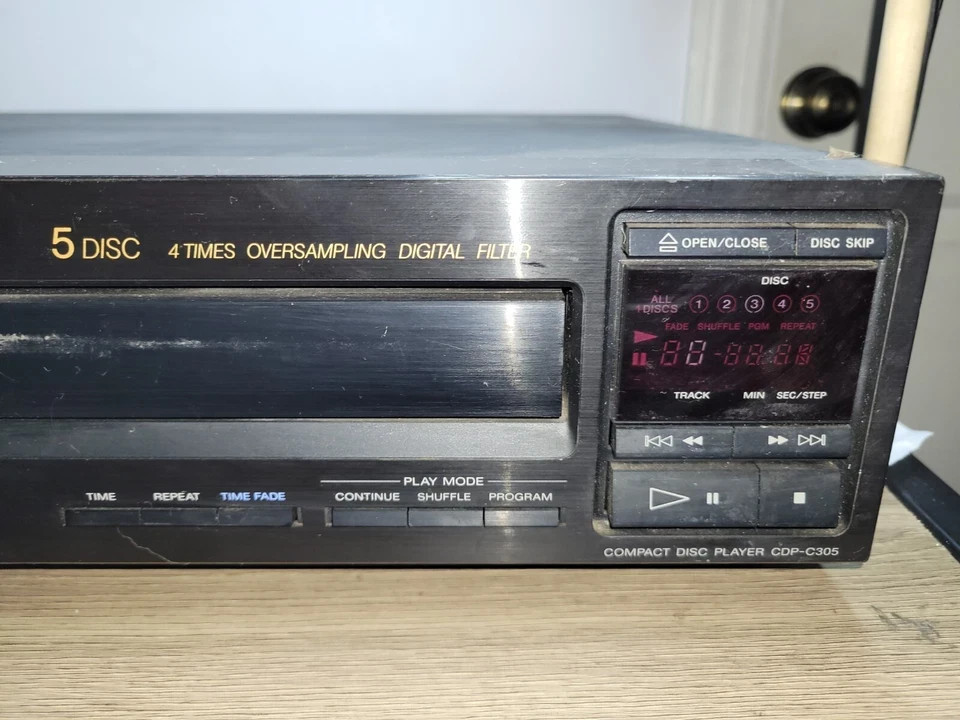 5 DISC 4 TIMES OVERSAMPLING DIGITAL FILTER
OPEN/CLOSE DISC SKIP
DISC
ALL DISCS 1 2 3 4 5
FADE SHUFFLE PGM REPEAT
TRACK MIN SEC/STEP
PLAY MODE
TIME REPEAT TIME FADE CONTINUE SHUFFLE PROGRAM
COMPACT DISC PLAYER CDP-C305